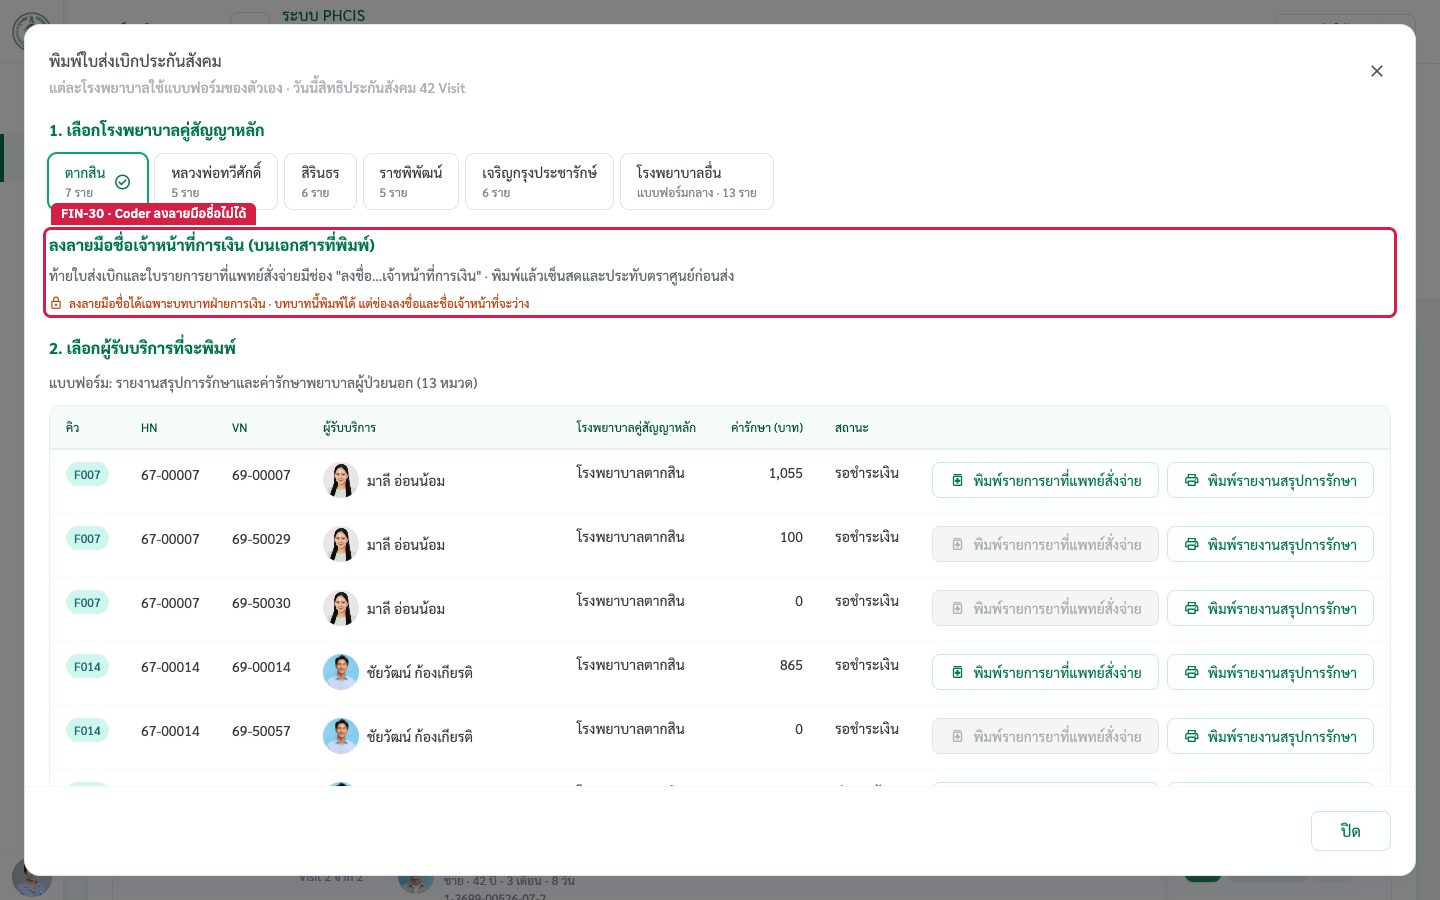 ระบบ PHCIS
พิมพ์ใบส่งเบิกประกันสังคม
แต่ละโรงพยาบาลใช้แบบฟอร์มของตัวเอง · วันนี้สิทธิประกันสังคม 42 Visit
1. เลือกโรงพยาบาลคู่สัญญาหลัก
ตากสิน
7 ราย
หลวงพ่อทวีศักดิ์
5 ราย
สิรินธร
6 ราย
ราชพิพัฒน์
5 ราย
เจริญกรุงประชารักษ์
6 ราย
โรงพยาบาลอื่น
แบบฟอร์มกลาง · 13 ราย
FIN-30 · Coder ลงลายมือชื่อไม่ได้
ลงลายมือชื่อเจ้าหน้าที่การเงิน (บนเอกสารที่พิมพ์)
ท้ายใบส่งเบิกและใบรายการยาที่แพทย์สั่งจ่ายมีช่อง "ลงชื่อ...เจ้าหน้าที่การเงิน" · พิมพ์แล้วเซ็นสดและประทับตราศูนย์ก่อนส่ง
ลงลายมือชื่อได้เฉพาะบทบาทฝ่ายการเงิน · บทบาทนี้พิมพ์ได้ แต่ช่องลงชื่อและชื่อเจ้าหน้าที่จะว่าง
2. เลือกผู้รับบริการที่จะพิมพ์
แบบฟอร์ม: รายงานสรุปการรักษาและค่ารักษาพยาบาลผู้ป่วยนอก (13 หมวด)
คิว HN VN ผู้รับบริการ โรงพยาบาลคู่สัญญาหลัก ค่ารักษา (บาท) สถานะ
F007 67-00007 69-00007 มาลี อ่อนน้อม โรงพยาบาลตากสิน 1,055 รอชำระเงิน พิมพ์รายการยาที่แพทย์สั่งจ่าย พิมพ์รายงานสรุปการรักษา
F007 67-00007 69-50029 มาลี อ่อนน้อม โรงพยาบาลตากสิน 100 รอชำระเงิน พิมพ์รายการยาที่แพทย์สั่งจ่าย พิมพ์รายงานสรุปการรักษา
F007 67-00007 69-50030 มาลี อ่อนน้อม โรงพยาบาลตากสิน 0 รอชำระเงิน พิมพ์รายการยาที่แพทย์สั่งจ่าย พิมพ์รายงานสรุปการรักษา
F014 67-00014 69-00014 ชัยวัฒน์ ก้องเกียรติ โรงพยาบาลตากสิน 865 รอชำระเงิน พิมพ์รายการยาที่แพทย์สั่งจ่าย พิมพ์รายงานสรุปการรักษา
F014 67-00014 69-50057 ชัยวัฒน์ ก้องเกียรติ โรงพยาบาลตากสิน 0 รอชำระเงิน พิมพ์รายการยาที่แพทย์สั่งจ่าย พิมพ์รายงานสรุปการรักษา
ปิด
Visit 2 จาก 2
ชาย · 42 ปี - 3 เดือน - 8 วัน